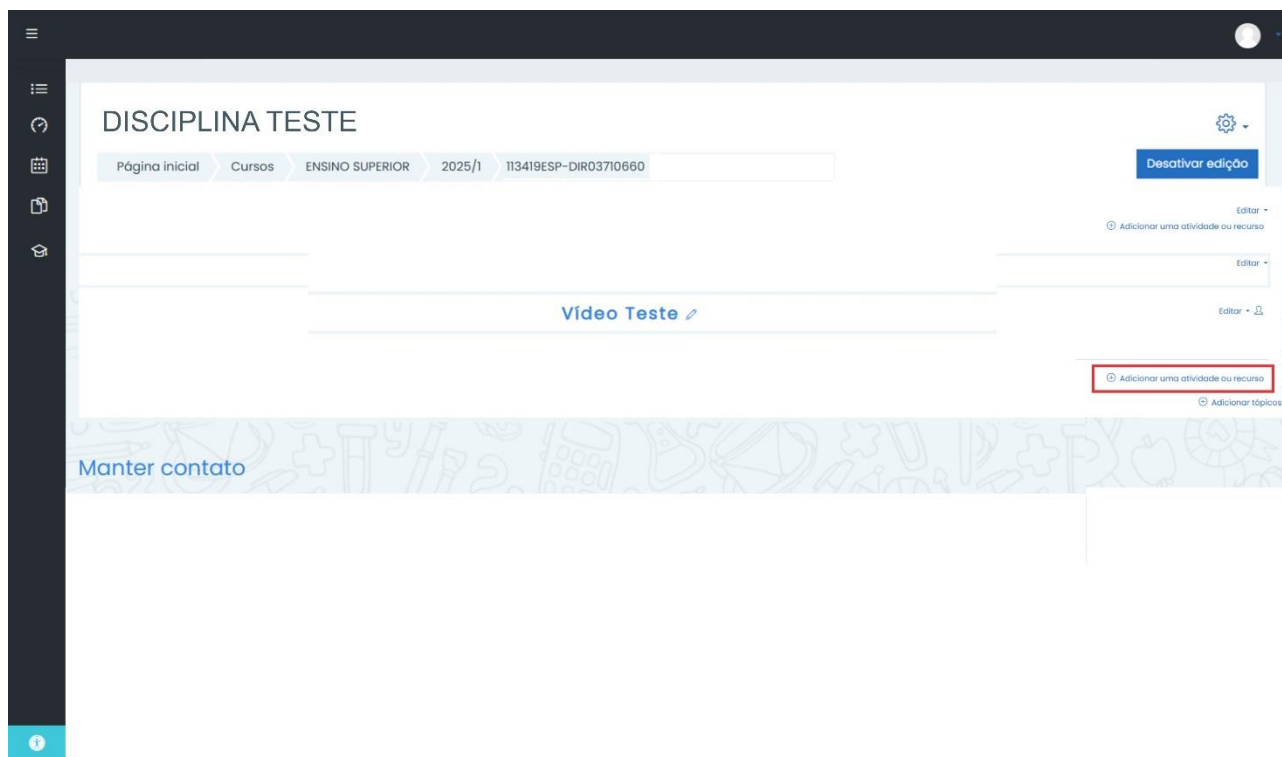 DISCIPLINA TESTE
Página inicial Cursos ENSINO SUPERIOR 2025/1 113419ESP-DIR03710660
Desativar edição
Editar
Adicionar uma atividade ou recurso
Editar
Vídeo Teste
Editar
Adicionar uma atividade ou recurso
Adicionar tópicos
Manter contato